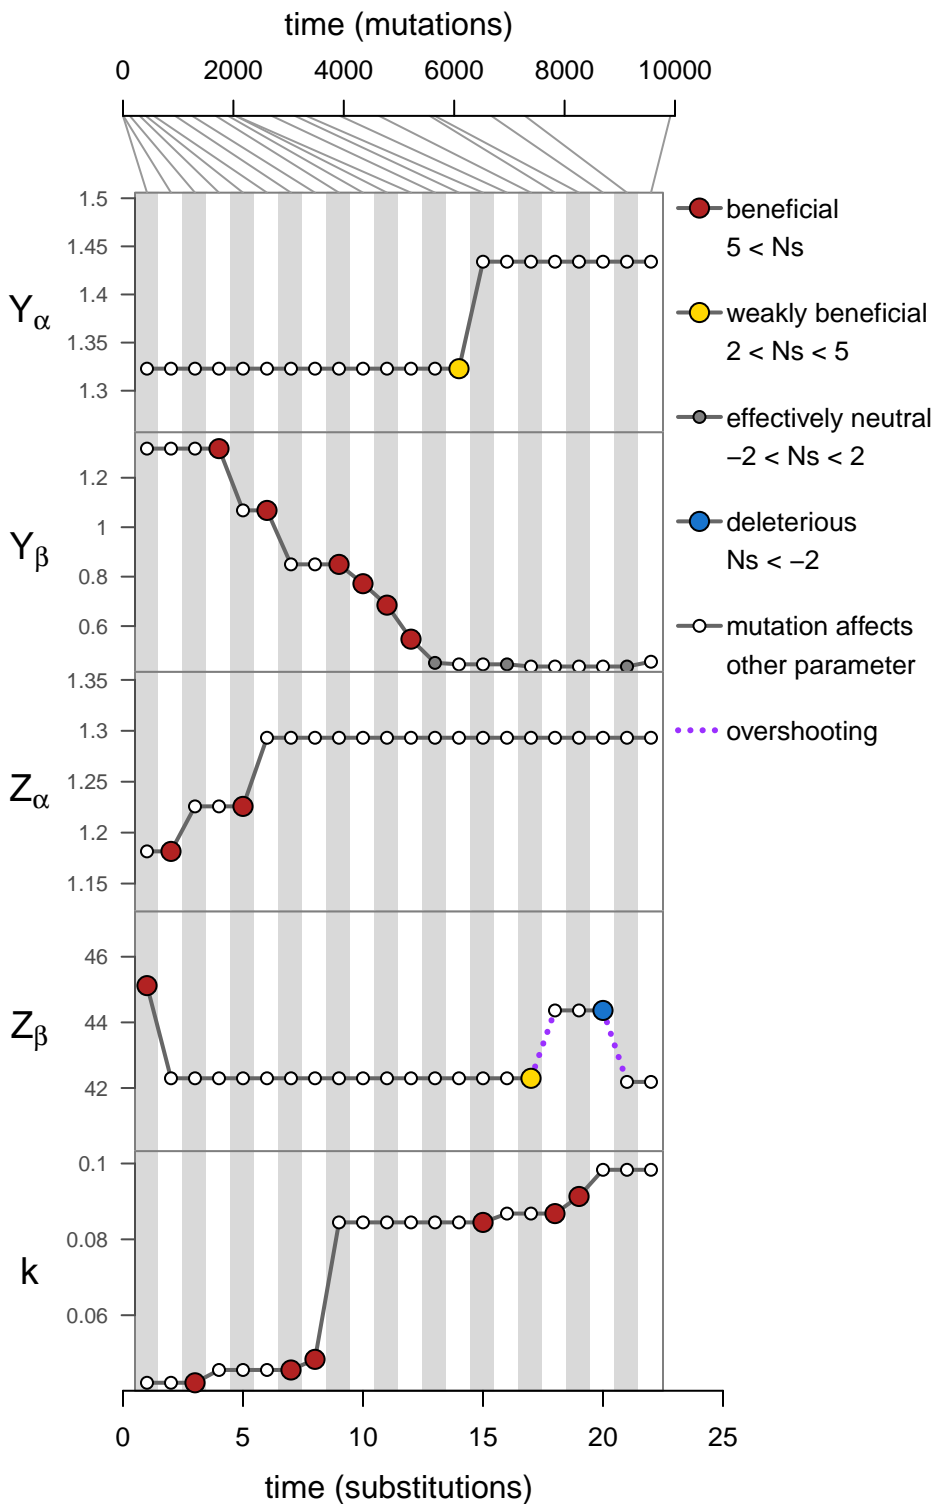 time (mutations)
0 2000 4000 6000 8000 10000
1.5
1.45
1.4
1.35
1.3
Yα
beneficial
5 < Ns
weakly beneficial
2 < Ns < 5
effectively neutral
−2 < Ns < 2
deleterious
Ns < −2
mutation affects
other parameter
overshooting
1.2
1
0.8
0.6
Yβ
1.35
1.3
1.25
1.2
1.15
Zα
46
44
42
Zβ
0.1
0.08
0.06
k
0 5 10 15 20 25
time (substitutions)